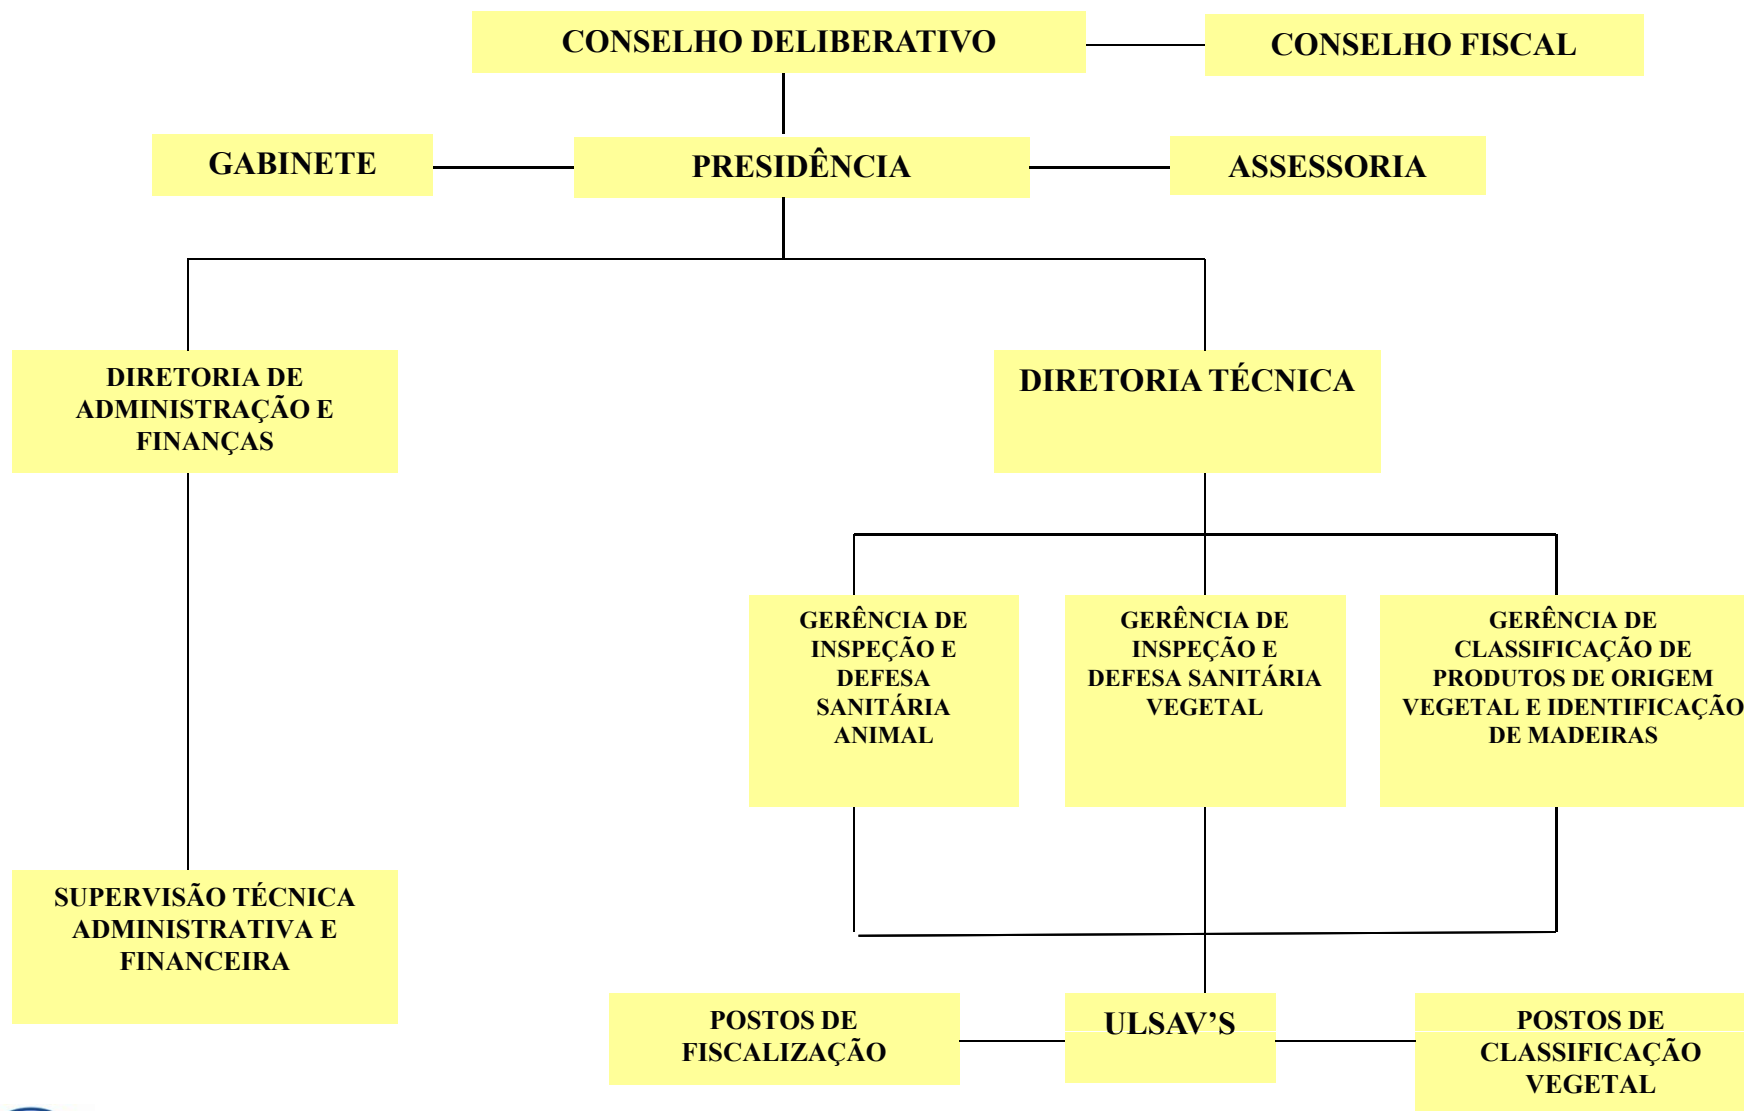 CONSELHO DELIBERATIVO
CONSELHO FISCAL
GABINETE
PRESIDÊNCIA
ASSESSORIA
DIRETORIA DE
ADMINISTRAÇÃO E
FINANÇAS
DIRETORIA TÉCNICA
GERÊNCIA DE
INSPEÇÃO E
DEFESA
SANITÁRIA
ANIMAL
GERÊNCIA DE
INSPEÇÃO E
DEFESA SANITÁRIA
VEGETAL
GERÊNCIA DE
CLASSIFICAÇÃO DE
PRODUTOS DE ORIGEM
VEGETAL E IDENTIFICAÇÃO
DE MADEIRAS
SUPERVISÃO TÉCNICA
ADMINISTRATIVA E
FINANCEIRA
POSTOS DE
FISCALIZAÇÃO
ULSAV’S
POSTOS DE
CLASSIFICAÇÃO
VEGETAL